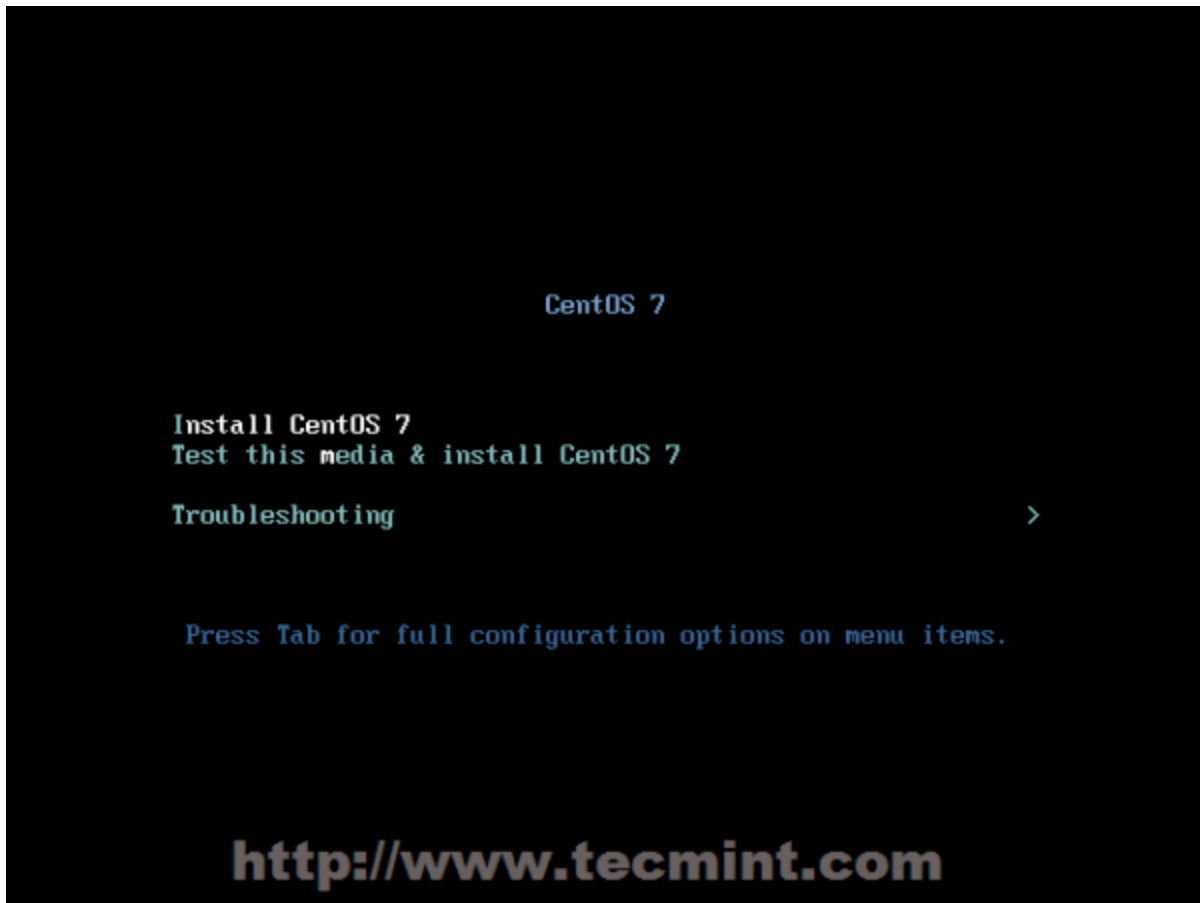 CentOS 7
Install CentOS 7
Test this media & install CentOS 7
Troubleshooting >
Press Tab for full configuration options on menu items.
http://www.tecmint.com